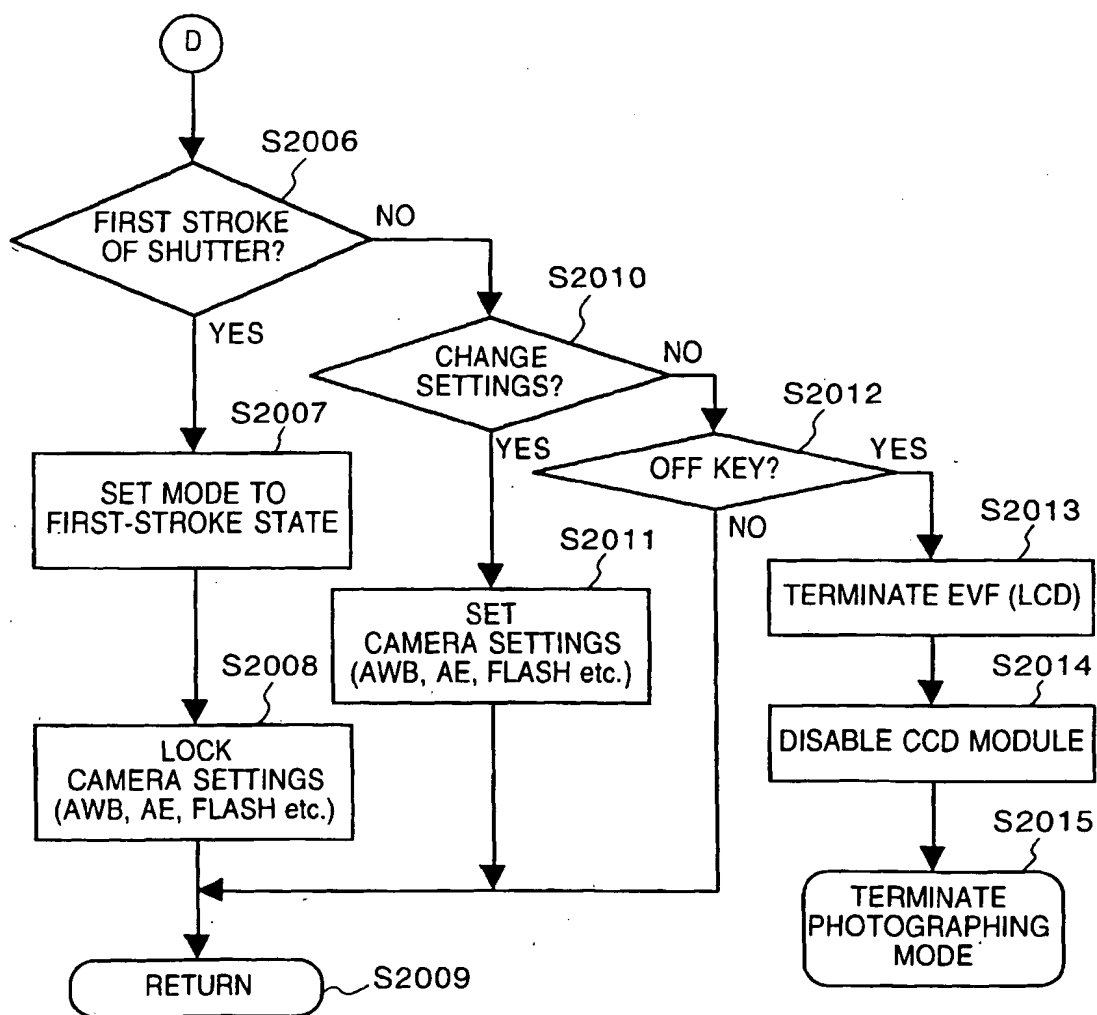 D
S2006
FIRST STROKE
OF SHUTTER?
NO
YES
S2010
CHANGE
SETTINGS?
NO
YES
S2007
SET MODE TO
FIRST-STROKE STATE
S2012
OFF KEY?
YES
NO
S2011
SET
CAMERA SETTINGS
(AWB, AE, FLASH etc.)
S2013
TERMINATE EVF (LCD)
S2008
LOCK
CAMERA SETTINGS
(AWB, AE, FLASH etc.)
S2014
DISABLE CCD MODULE
S2015
TERMINATE
PHOTOGRAPHING
MODE
RETURN
S2009